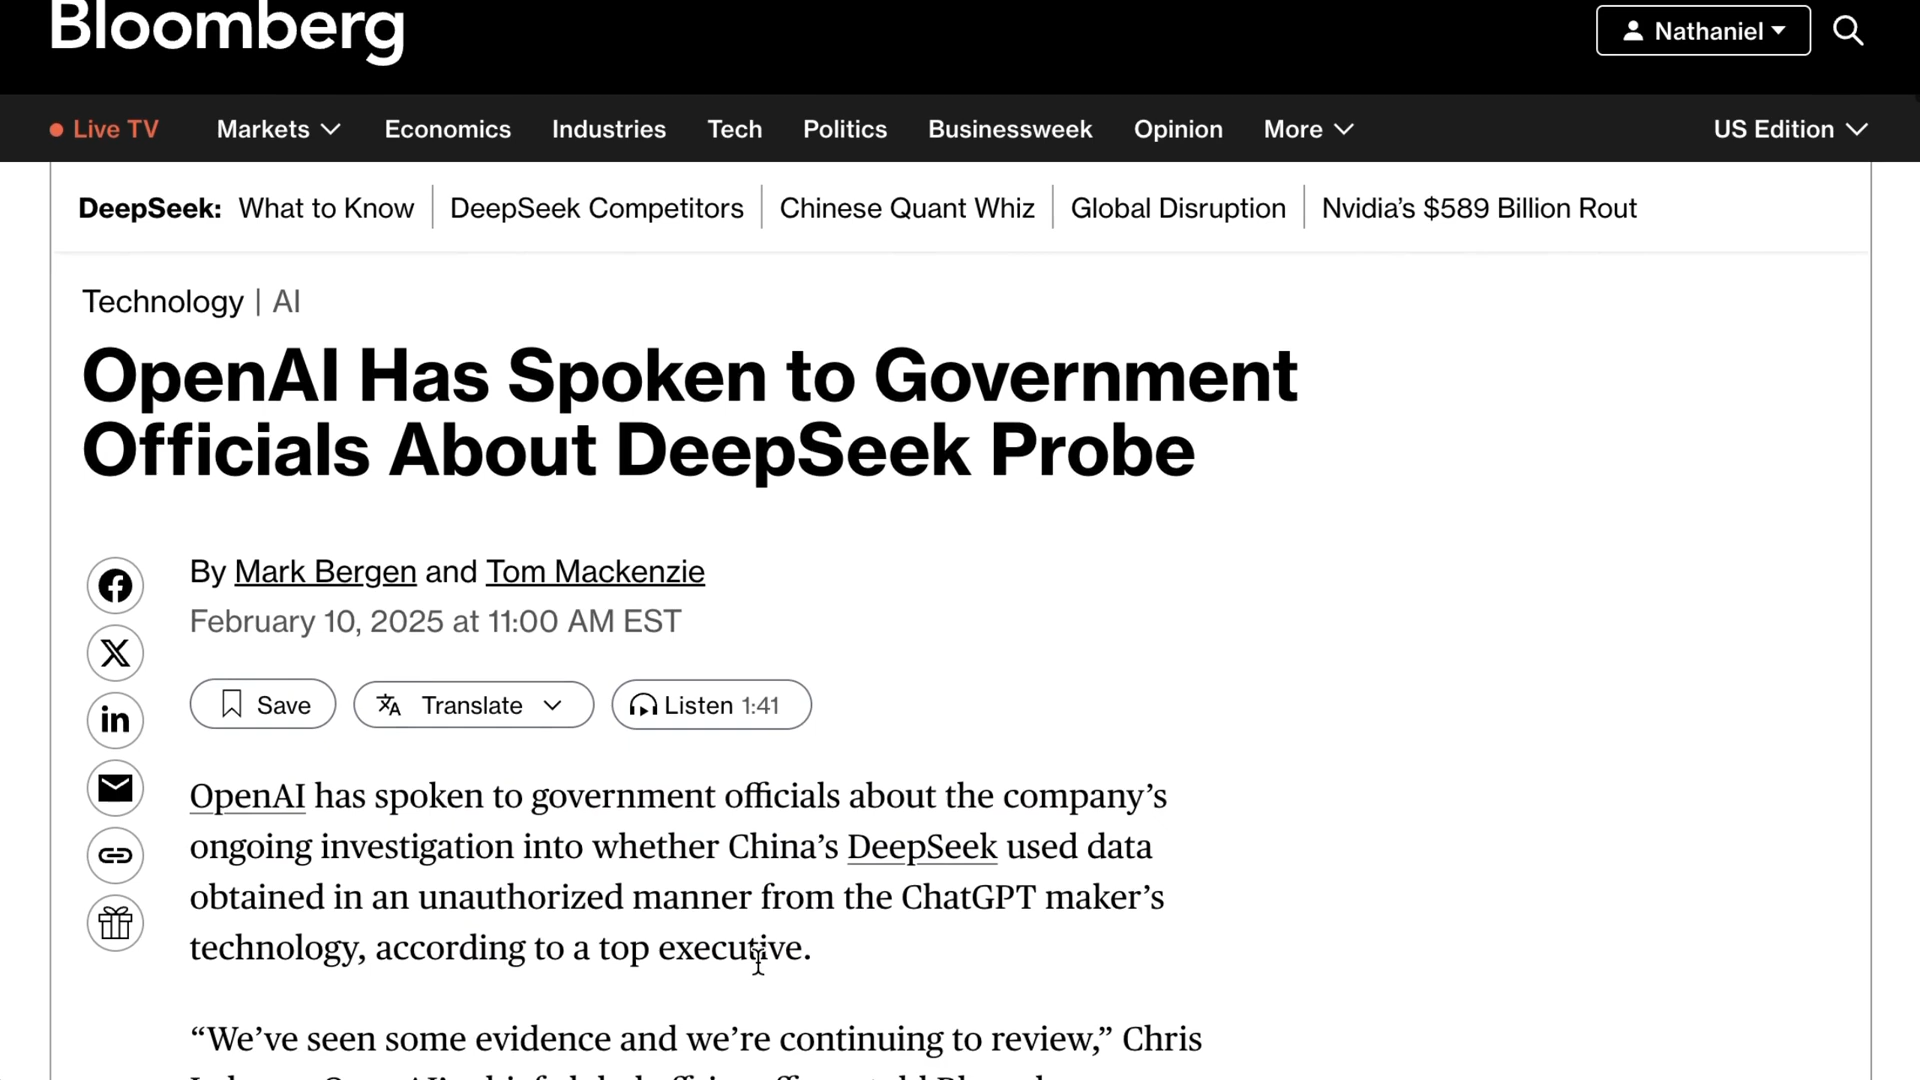 Bloomberg
Nathaniel
Live TV Markets Economics Industries Tech Politics Businessweek Opinion More US Edition
DeepSeek: What to Know DeepSeek Competitors Chinese Quant Whiz Global Disruption Nvidia’s $589 Billion Rout
Technology | AI
OpenAI Has Spoken to Government
Officials About DeepSeek Probe
By Mark Bergen and Tom Mackenzie
February 10, 2025 at 11:00 AM EST
Save Translate Listen 1:41
OpenAI has spoken to government officials about the company’s
ongoing investigation into whether China’s DeepSeek used data
obtained in an unauthorized manner from the ChatGPT maker’s
technology, according to a top executive.
“We’ve seen some evidence and we’re continuing to review,” Chris